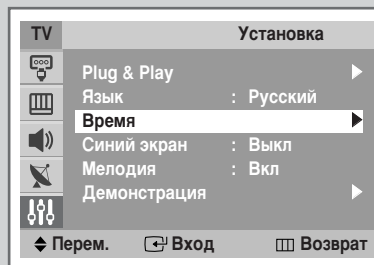 TV Установка
Plug & Play
Язык : Русский
Время
Синий экран : Выкл
Мелодия : Вкл
Демонстрация
Перем. Вход Возврат